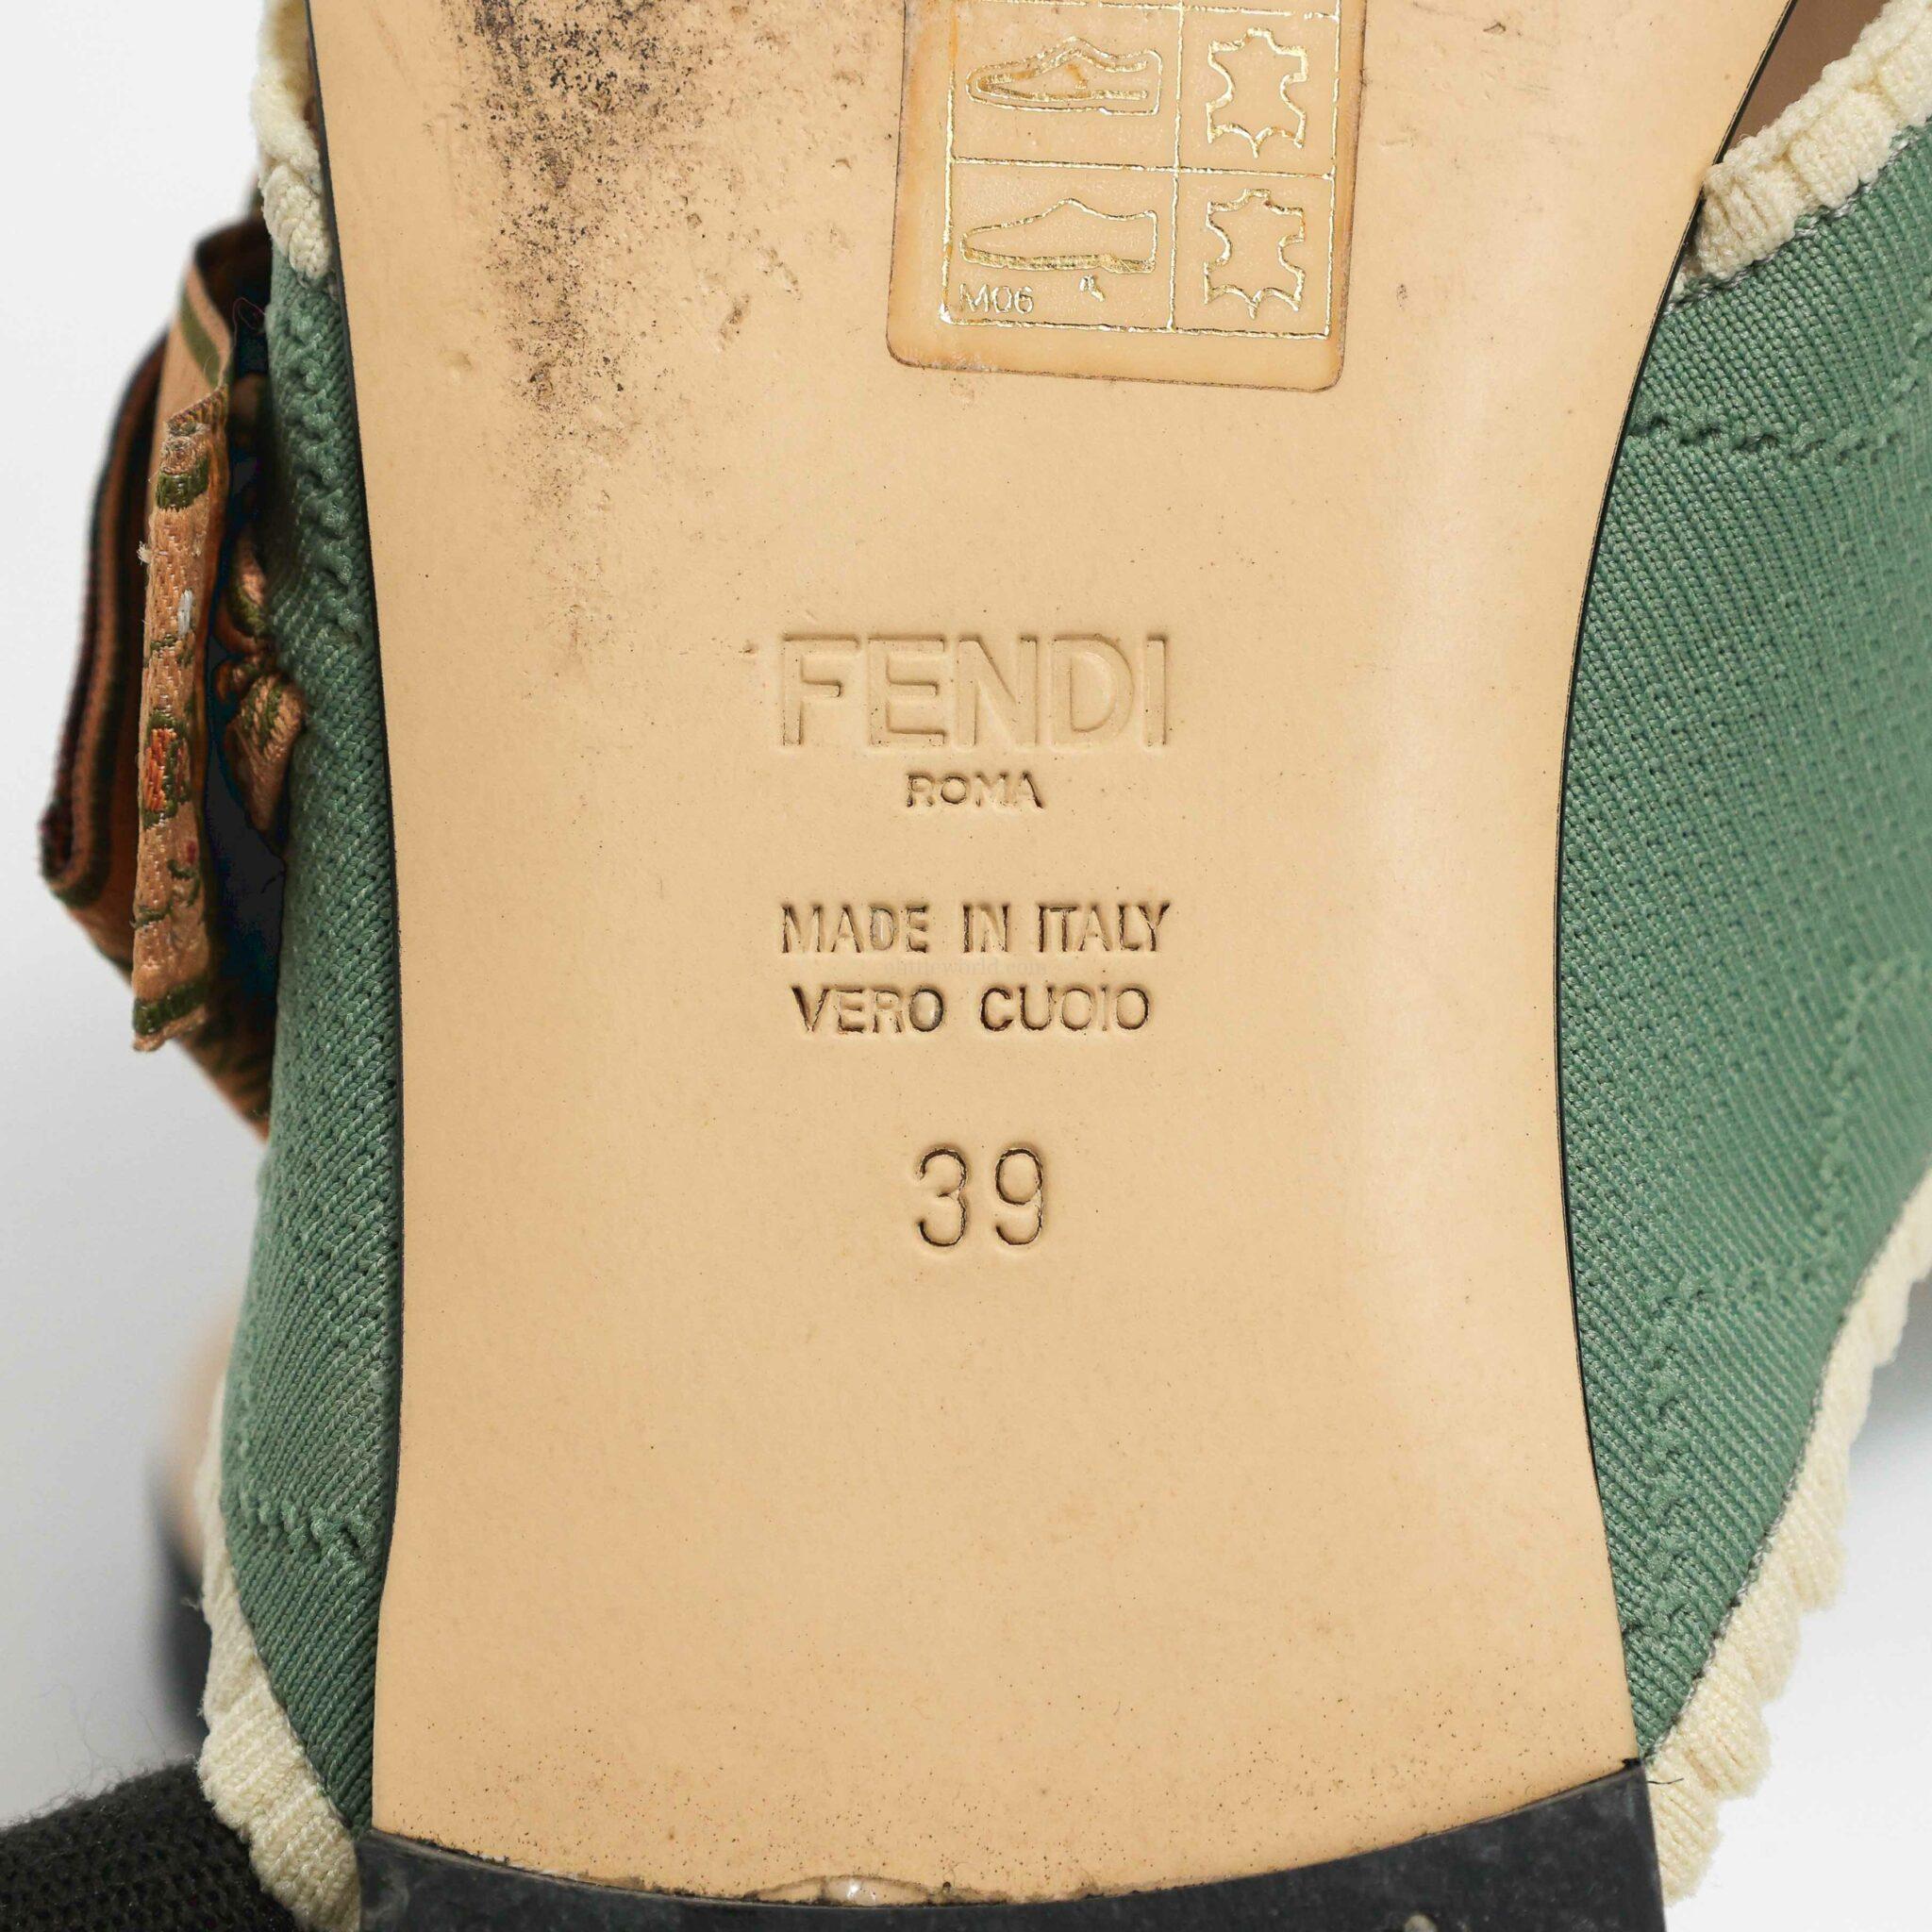 M06
FENDI
ROMA
MADE IN ITALY
VERO CUOIO
39